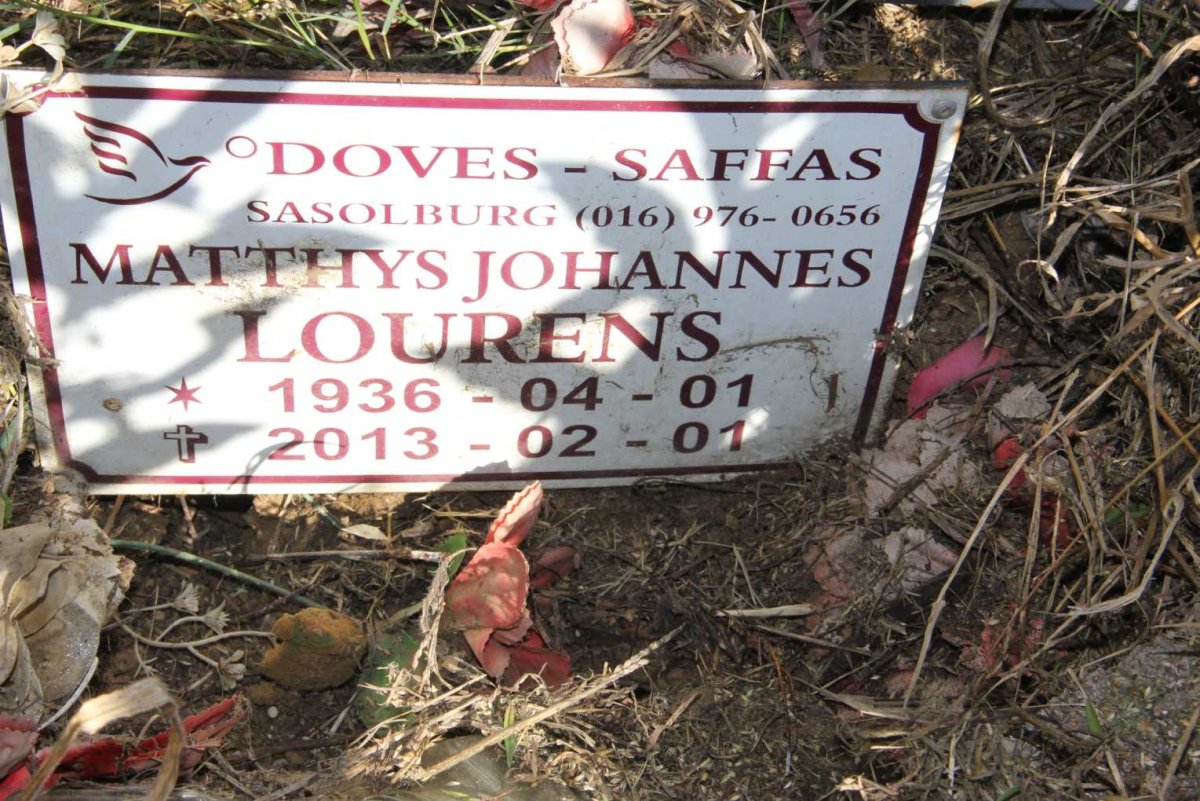 °DOVES - SAFFAS
SASOLBURG (016) 976- 0656
MATTHYS JOHANNES
LOURENS
1936 - 04 - 01
2013 - 02 - 01